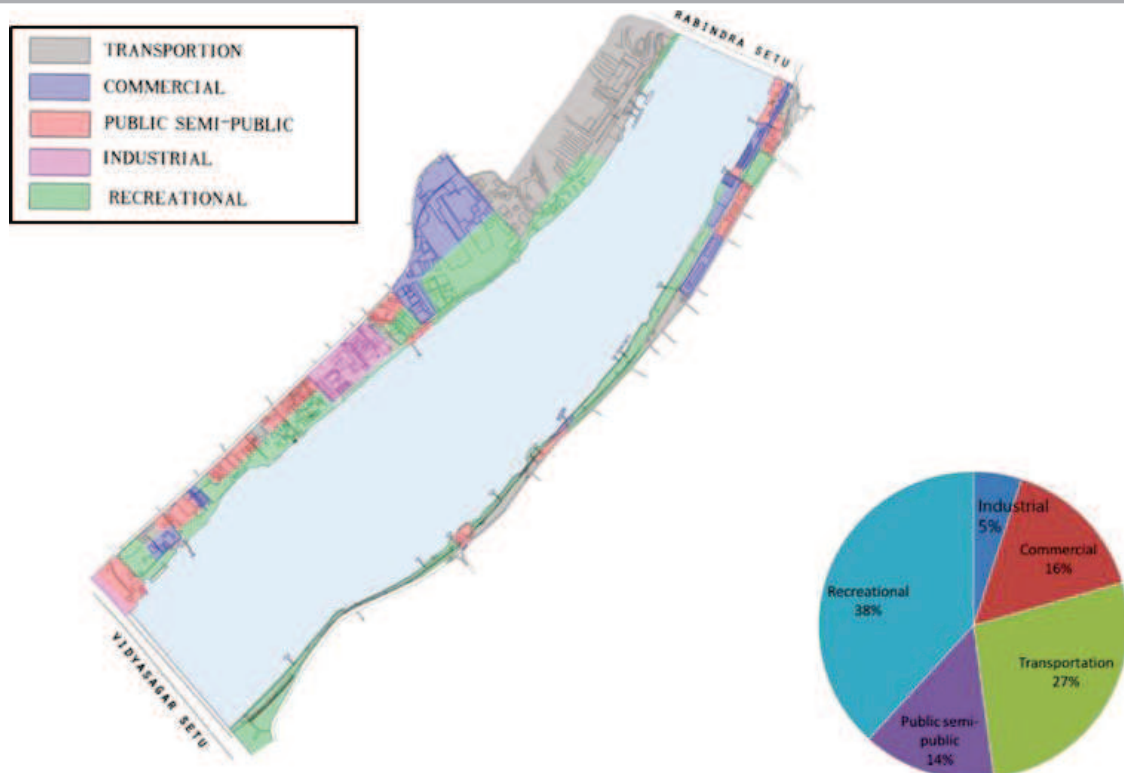 TRANSPORTION
COMMERCIAL
PUBLIC SEMI-PUBLIC
INDUSTRIAL
RECREATIONAL
RABINDRA SETU
VIDYASAGAR SETU
Industrial
5%
Commercial
16%
Recreational
38%
Transportation
27%
Public semi-
public
14%